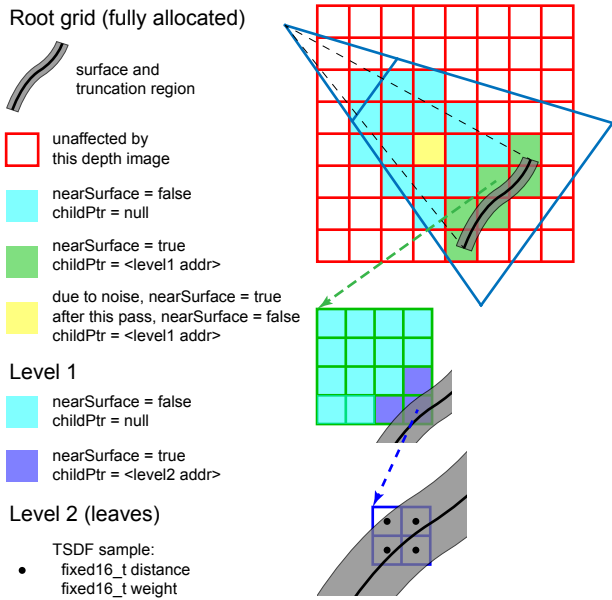 Root grid (fully allocated)
surface and
truncation region
unaffected by
this depth image
nearSurface = false
childPtr = null
nearSurface = true
childPtr = <level1 addr>
due to noise, nearSurface = true
after this pass, nearSurface = false
childPtr = <level1 addr>
Level 1
nearSurface = false
childPtr = null
nearSurface = true
childPtr = <level2 addr>
Level 2 (leaves)
TSDF sample:
fixed16_t distance
fixed16_t weight